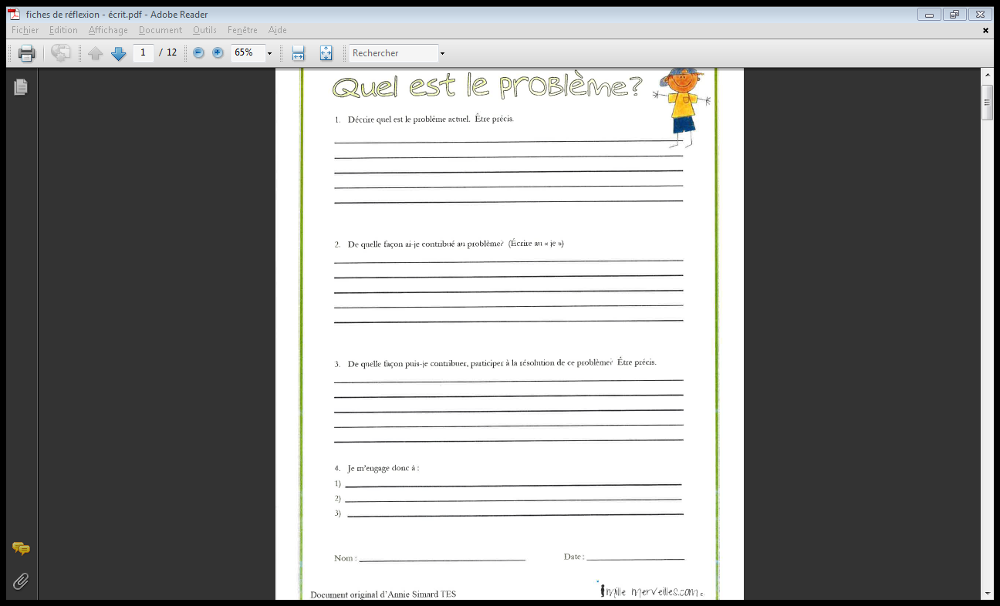 fiches de réflexion - écrit.pdf - Adobe Reader
Fichier Edition Affichage Document Outils Fenêtre Aide
1 / 12 65% Rechercher
Quel est le problème?
1. Décrire quel est le problème actuel. Être précis.
2. De quelle façon ai-je contribué au problème? (Écrire au « je »)
3. De quelle façon puis-je contribuer, participer à la résolution de ce problème? Être précis.
4. Je m'engage donc à :
1)
2)
3)
Nom : Date :
Document original d'Annie Simard TES
mille merveilles.com